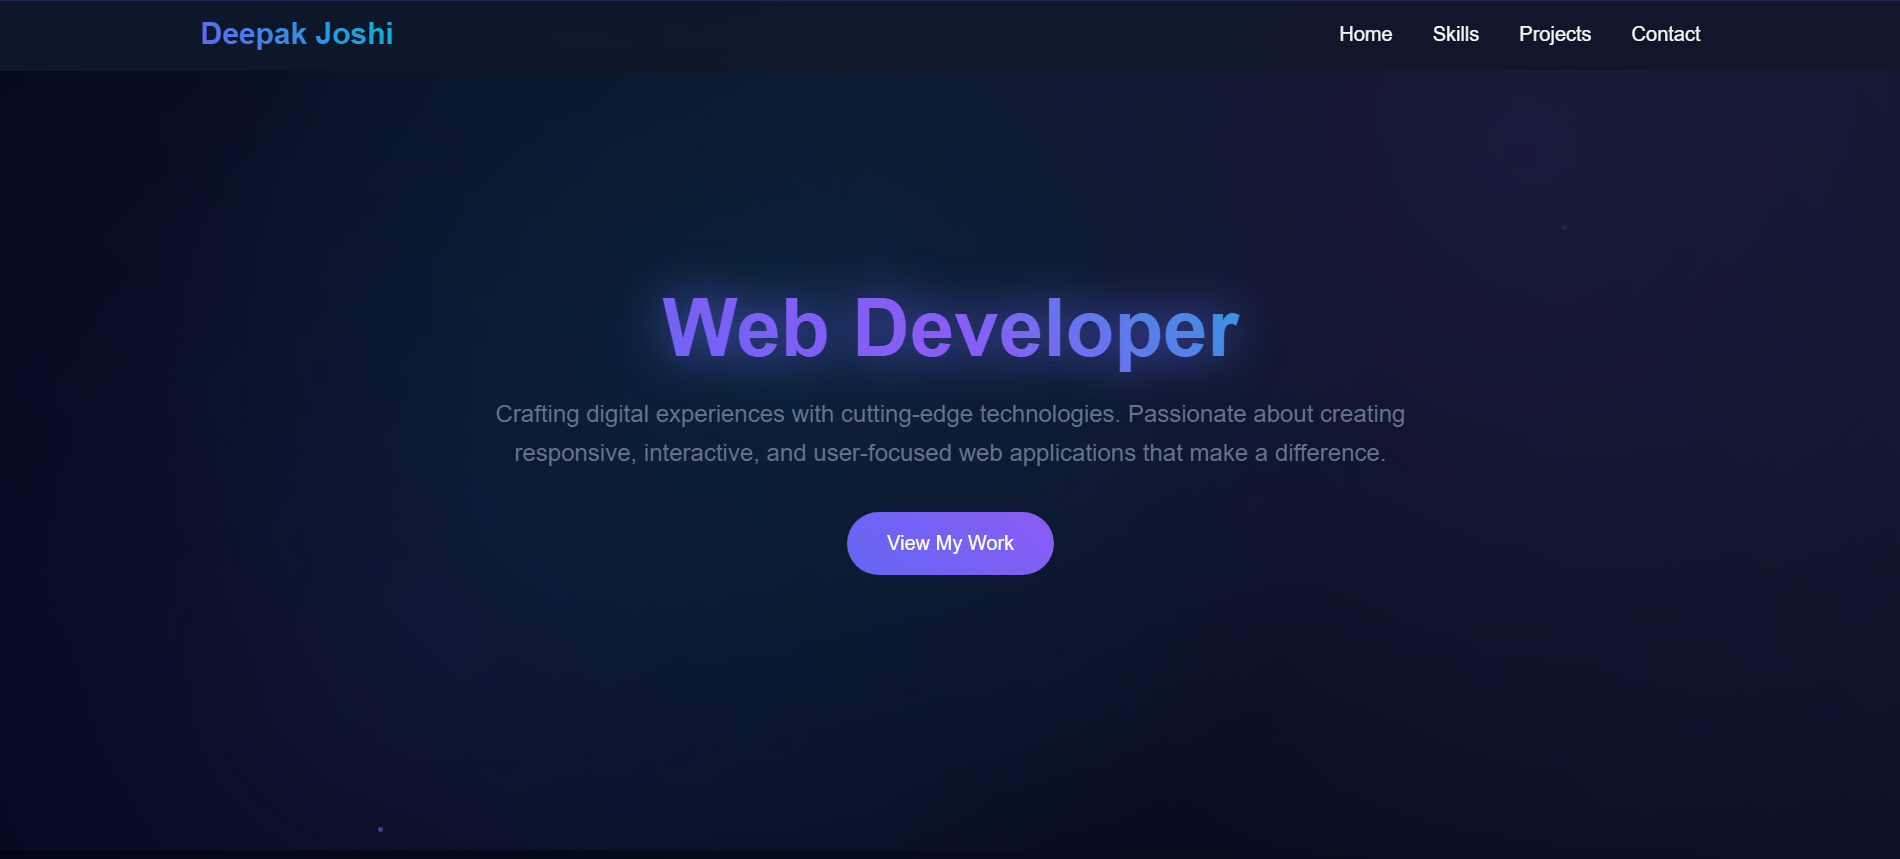 Deepak Joshi
Home Skills Projects Contact
Web Developer
Crafting digital experiences with cutting-edge technologies. Passionate about creating
responsive, interactive, and user-focused web applications that make a difference.
View My Work